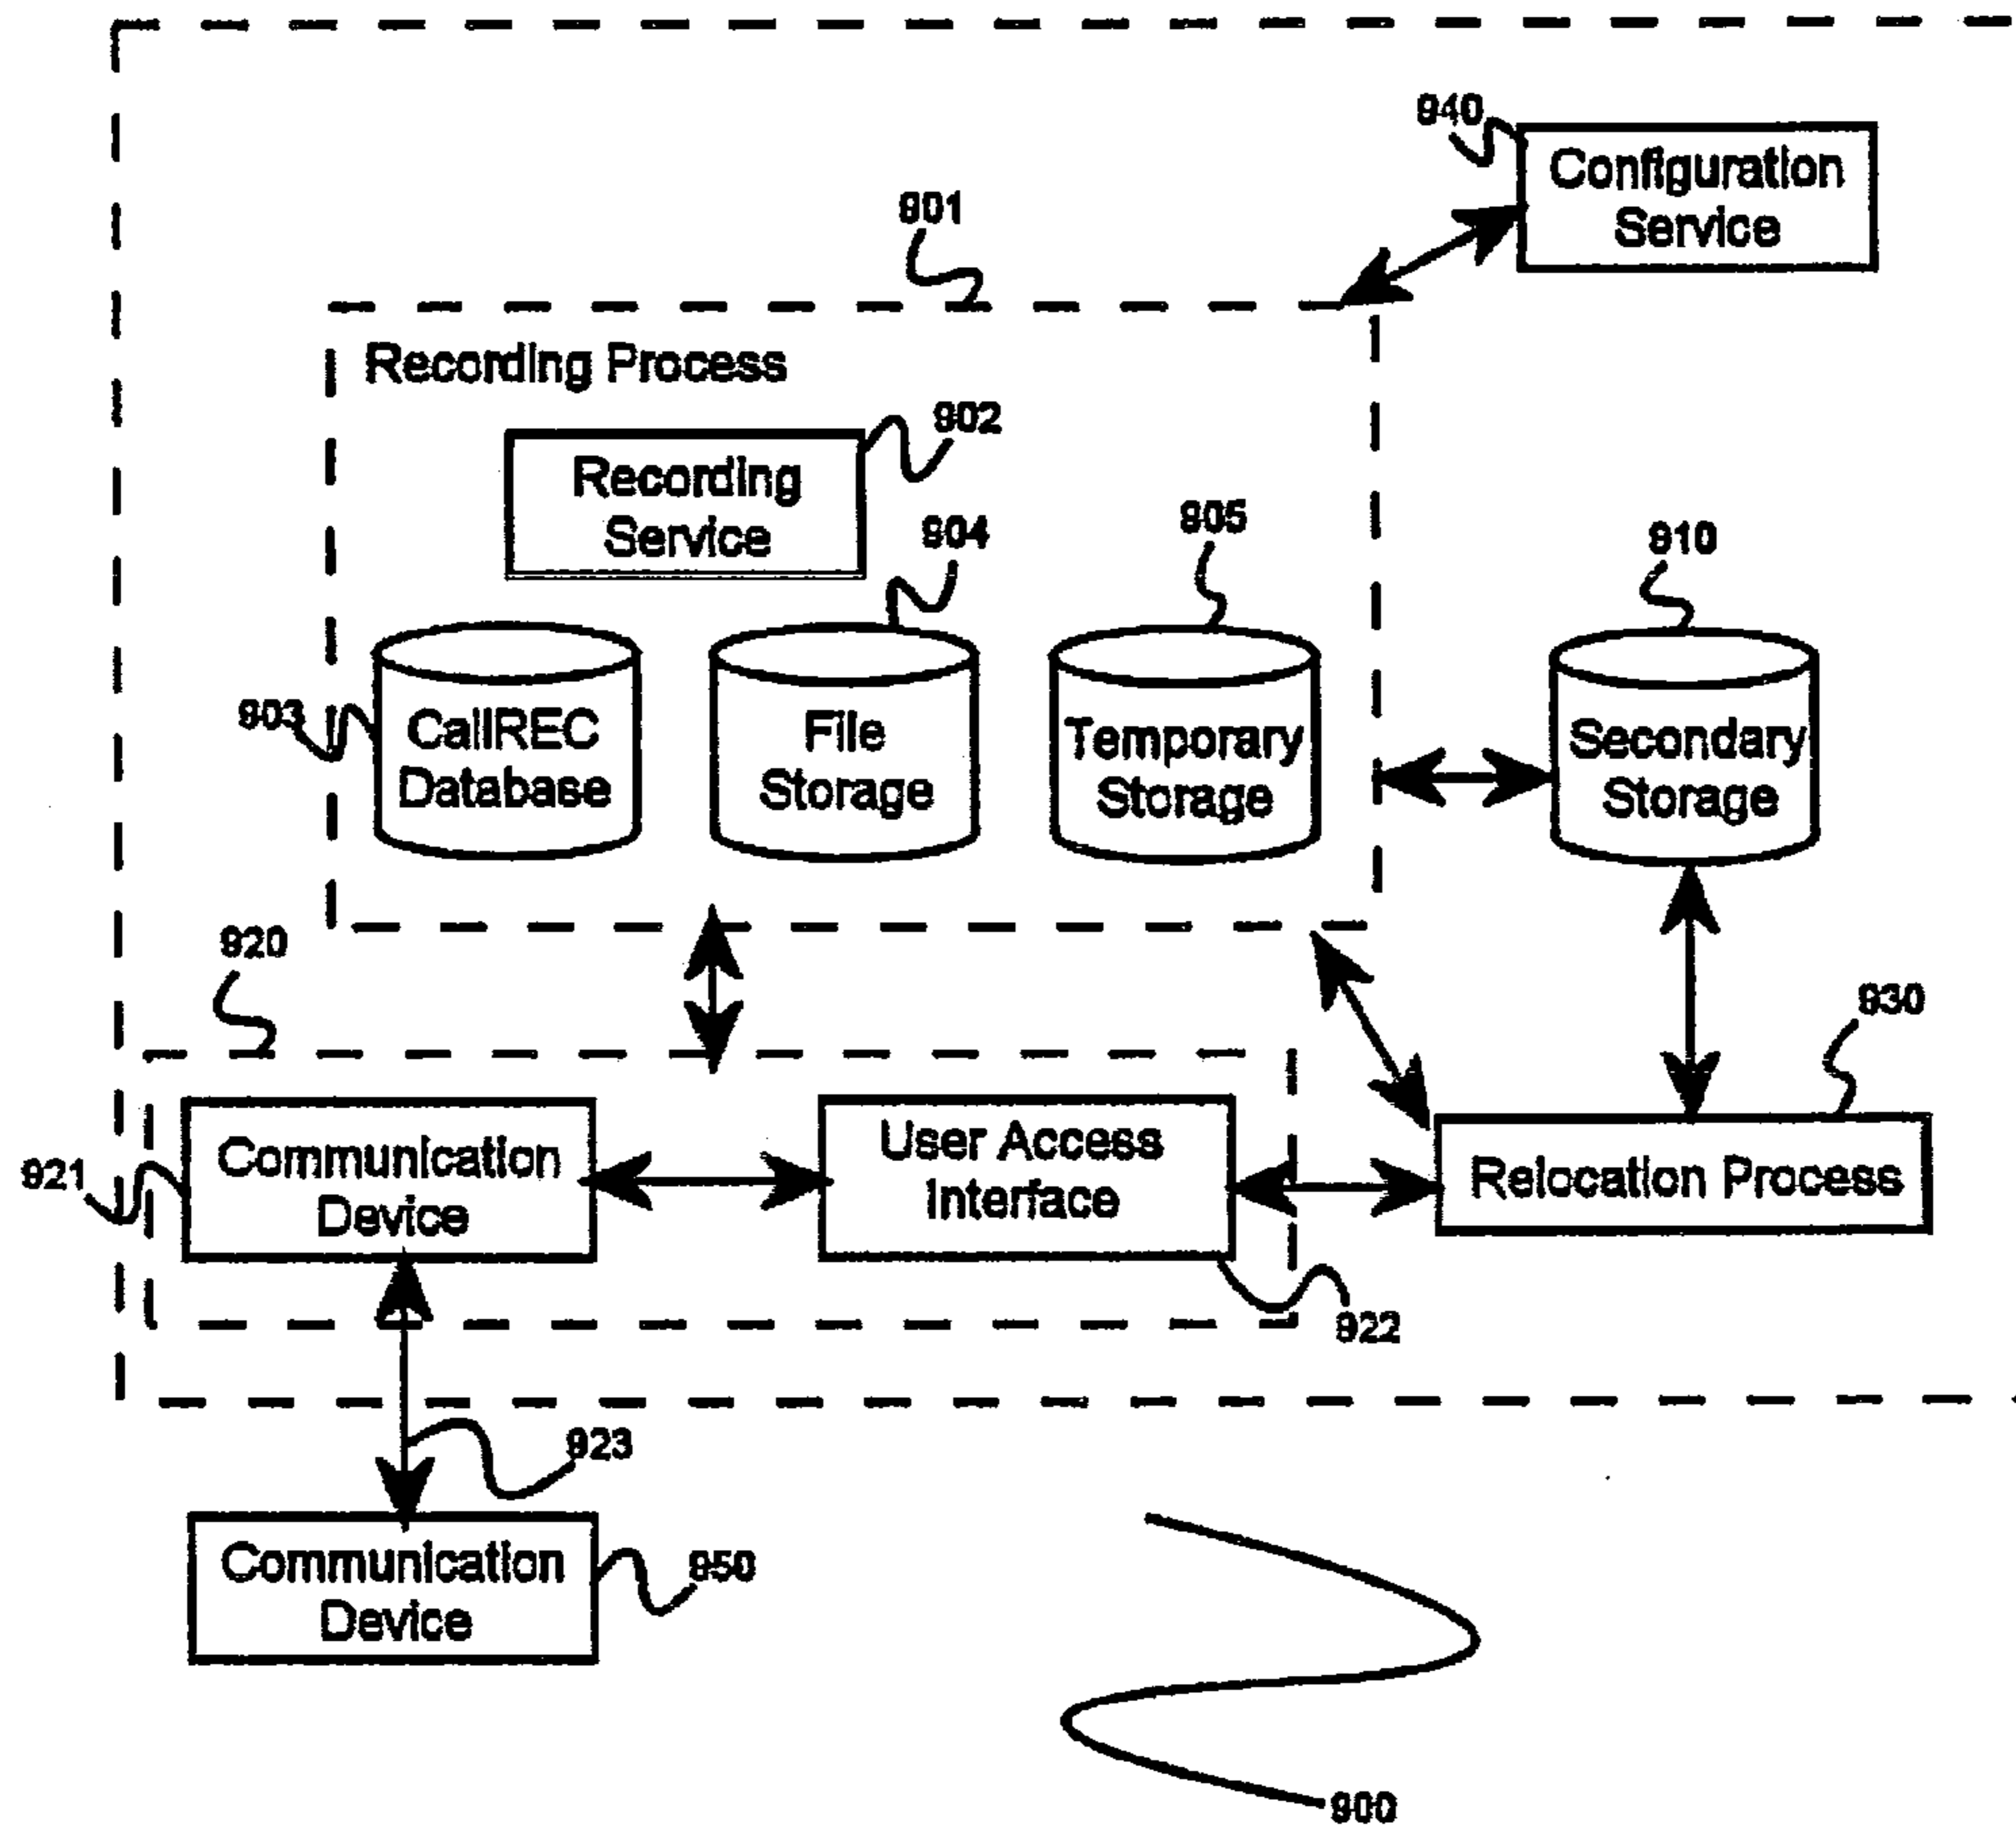 940
Configuration
Service
901
Recording Process
902
Recording
Service
904
905
910
903
CallREC
Database
File
Storage
Temporary
Storage
Secondary
Storage
920
930
921
Communication
Device
User Access
Interface
Relocation Process
922
923
Communication
Device
950
900